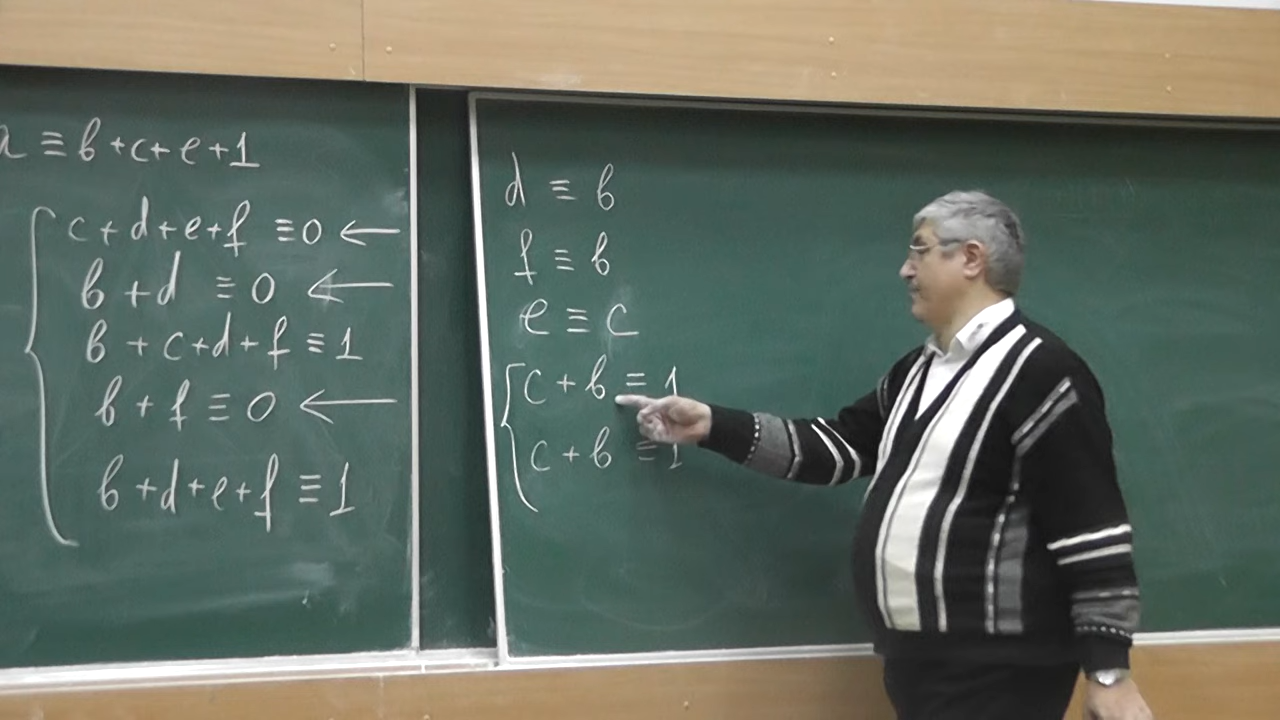 a ≡ b+c+e+1
c+d+e+f ≡ 0 ←
b+d ≡ 0 ←
b+c+d+f ≡ 1
b+f ≡ 0 ←
b+d+e+f ≡ 1
d ≡ b
f ≡ b
e ≡ c
c+b ≡ 1
c+b ≡ 1